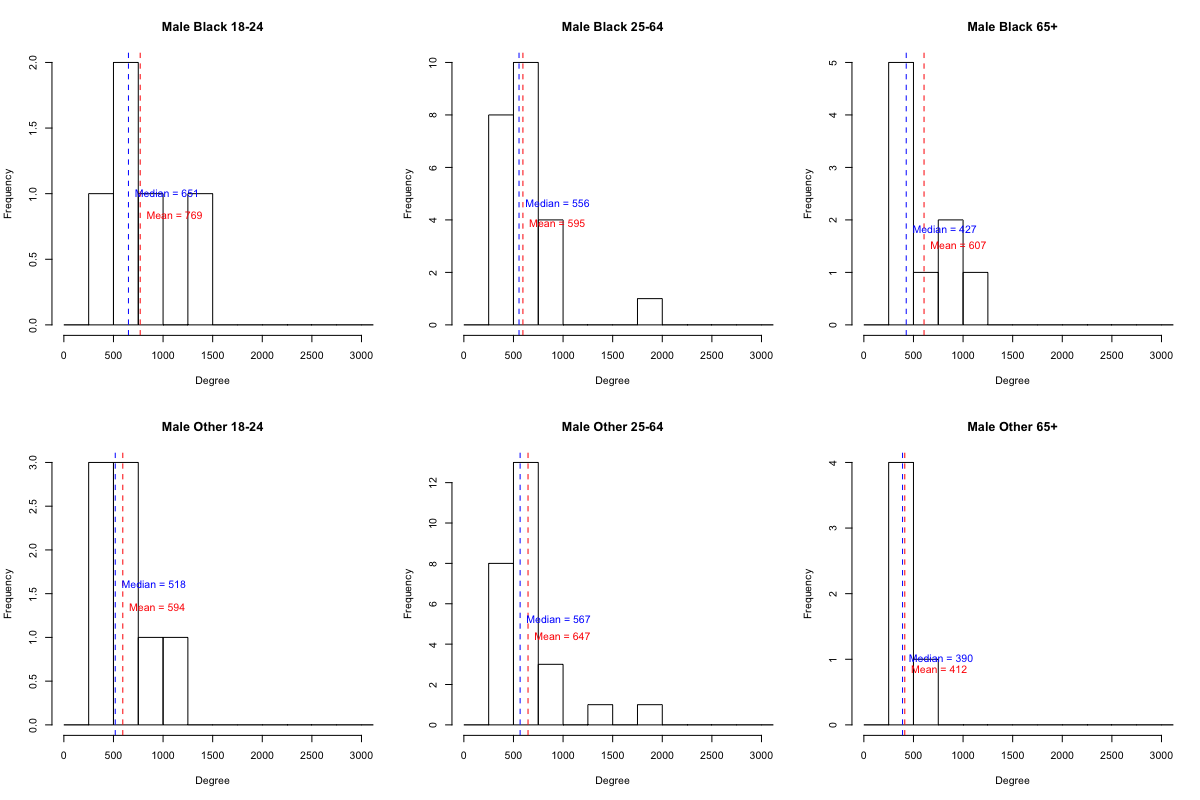 Male Black 18-24
Frequency
2.0
1.5
1.0
0.5
0.0
Median = 651
Mean = 769
0 500 1000 1500 2000 2500 3000
Degree
Male Black 25-64
Frequency
10
8
6
4
2
0
Median = 556
Mean = 595
0 500 1000 1500 2000 2500 3000
Degree
Male Black 65+
Frequency
5
4
3
2
1
0
Median = 427
Mean = 607
0 500 1000 1500 2000 2500 3000
Degree
Male Other 18-24
Frequency
3.0
2.5
2.0
1.5
1.0
0.5
0.0
Median = 518
Mean = 594
0 500 1000 1500 2000 2500 3000
Degree
Male Other 25-64
Frequency
12
10
8
6
4
2
0
Median = 567
Mean = 647
0 500 1000 1500 2000 2500 3000
Degree
Male Other 65+
Frequency
4
3
2
1
0
Median = 390
Mean = 412
0 500 1000 1500 2000 2500 3000
Degree